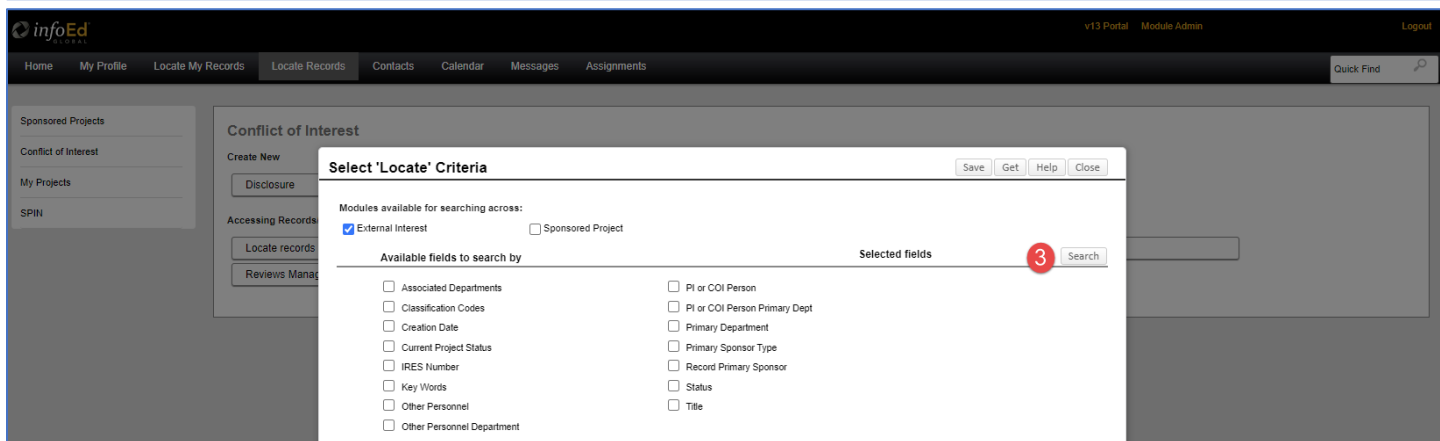 infoEd
GLOBAL
v13 Portal Module Admin Logout
Home My Profile Locate My Records Locate Records Contacts Calendar Messages Assignments
Quick Find
Sponsored Projects
Conflict of Interest
My Projects
SPIN
Conflict of Interest
Create New
Disclosure
Accessing Records
Locate records
Reviews Manag
Select 'Locate' Criteria
Save Get Help Close
Modules available for searching across:
External Interest Sponsored Project
Available fields to search by Selected fields 3 Search
Associated Departments PI or COI Person
Classification Codes PI or COI Person Primary Dept
Creation Date Primary Department
Current Project Status Primary Sponsor Type
IRES Number Record Primary Sponsor
Key Words Status
Other Personnel Title
Other Personnel Department